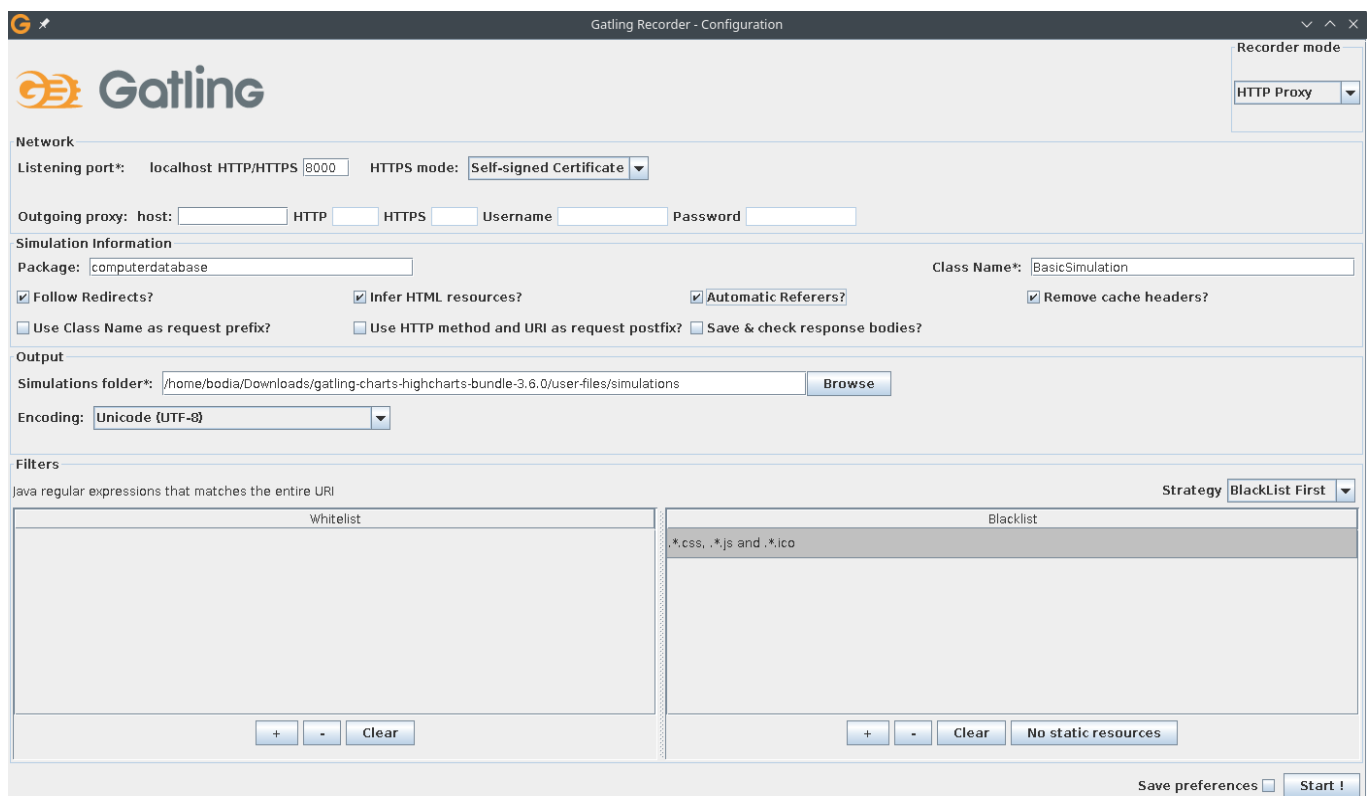 Gatling Recorder - Configuration
Recorder mode
Gatling
HTTP Proxy
Network
Listening port*: localhost HTTP/HTTPS 8000 HTTPS mode: Self-signed Certificate
Outgoing proxy: host: HTTP HTTPS Username Password
Simulation Information
Package: computerdatabase Class Name*: BasicSimulation
Follow Redirects? Infer HTML resources? Automatic Referers? Remove cache headers?
Use Class Name as request prefix? Use HTTP method and URI as request postfix? Save & check response bodies?
Output
Simulations folder*: /home/bodia/Downloads/gatling-charts-highcharts-bundle-3.6.0/user-files/simulations Browse
Encoding: Unicode (UTF-8)
Filters
Java regular expressions that matches the entire URI Strategy BlackList First
Whitelist Blacklist
.*.css, .*.js and .*.ico
+ - Clear + - Clear No static resources
Save preferences Start !